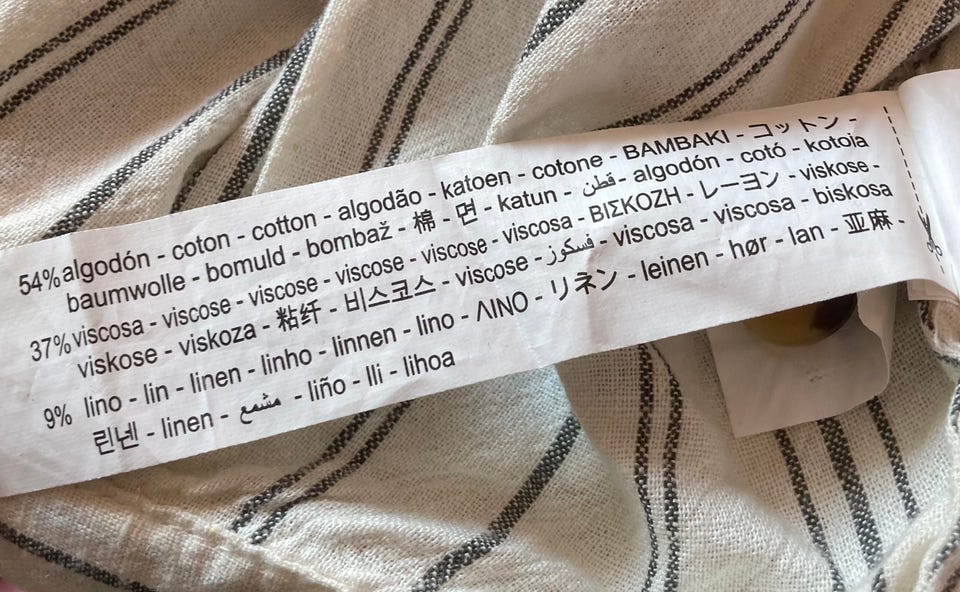 54% algodón - coton - cotton - algodão - katoen - cotone - BAMBAKI - コットン -
baumwolle - bomuld - bombaž - 棉 - 면 - katun - قطن - algodón - cotó - kotoia
37% viscosa - viscose - viscose - viscose - viscose - viscosa - ΒΙΣΚΟΖΗ - レーヨン - viskose -
viskose - viskoza - 粘纤 - 비스코스 - viscose - فسكوز - viscosa - viscosa - biskosa
9% lino - lin - linen - linho - linnen - lino - ΛΙΝΟ - リネン - leinen - hør - lan - 亚麻 -
린넨 - linen - مشمع - liño - lli - lihoa